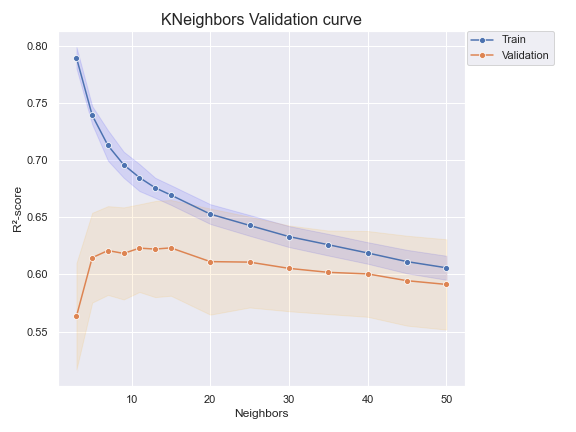 KNeighbors Validation curve
Train
Validation
0.80
0.75
0.70
0.65
0.60
0.55
R²-score
10 20 30 40 50
Neighbors